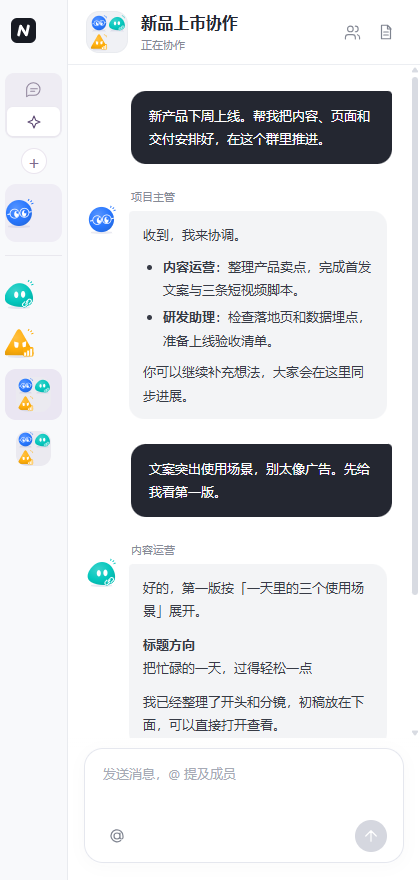 N
新品上市协作
正在协作
新产品下周上线。帮我把内容、页面和
交付安排好，在这个群里推进。
项目主管
收到，我来协调。
• 内容运营：整理产品卖点，完成首发
文案与三条短视频脚本。
• 研发助理：检查落地页和数据埋点，
准备上线验收清单。
你可以继续补充想法，大家会在这里同
步进展。
文案突出使用场景，别太像广告。先给
我看第一版。
内容运营
好的，第一版按「一天里的三个使用场
景」展开。
标题方向
把忙碌的一天，过得轻松一点
我已经整理了开头和分镜，初稿放在下
面，可以直接打开查看。
发送消息，@ 提及成员
@